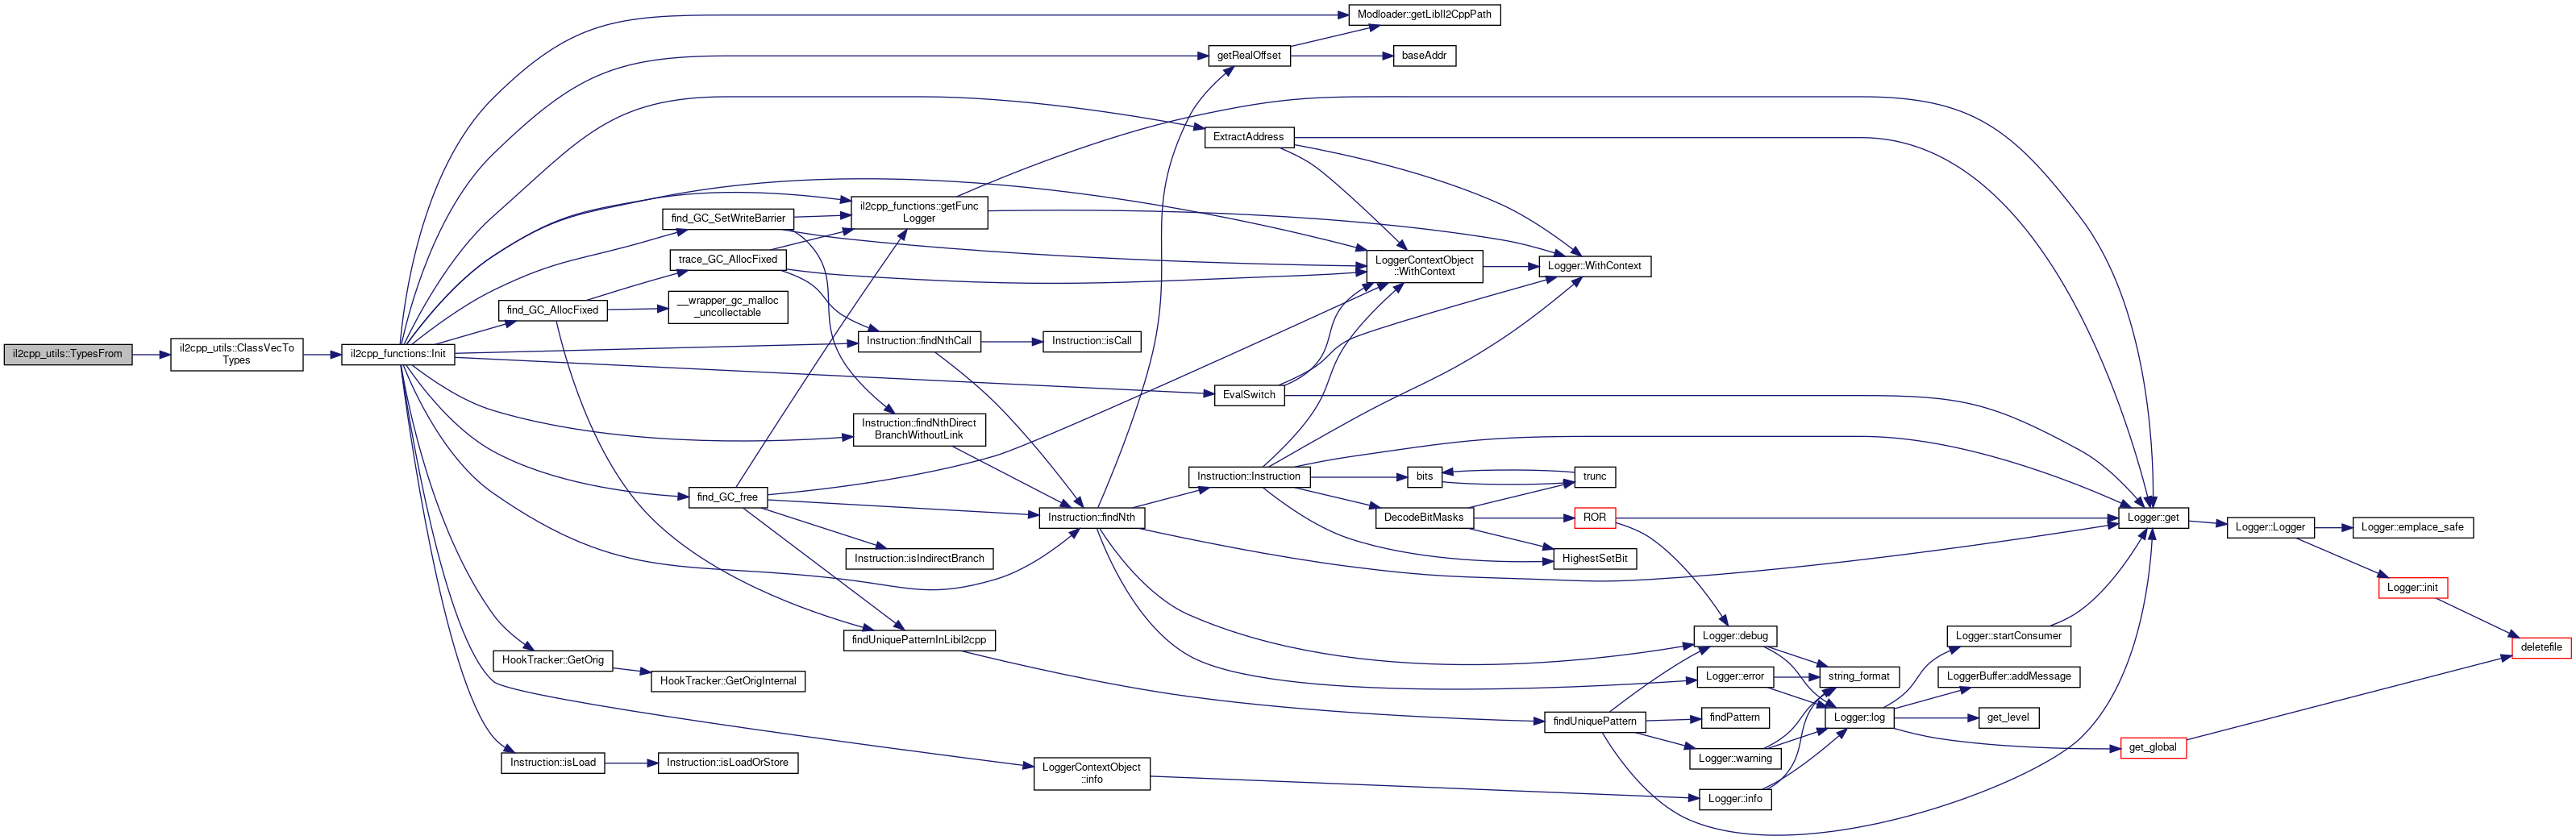 il2cpp_utils::TypesFrom
il2cpp_utils::ClassVecTo
Types
il2cpp_functions::Init
Modloader::getLibIl2CppPath
getRealOffset
baseAddr
ExtractAddress
il2cpp_functions::getFunc
Logger
find_GC_SetWriteBarrier
trace_GC_AllocFixed
find_GC_AllocFixed
__wrapper_gc_malloc
_uncollectable
LoggerContextObject
::WithContext
Logger::WithContext
Instruction::findNthCall
Instruction::isCall
EvalSwitch
Instruction::findNthDirect
BranchWithoutLink
find_GC_free
Instruction::findNth
Instruction::Instruction
bits
trunc
DecodeBitMasks
ROR
HighestSetBit
Logger::get
Logger::Logger
Logger::emplace_safe
Logger::init
deletefile
Instruction::isIndirectBranch
findUniquePatternInLibil2cpp
HookTracker::GetOrig
HookTracker::GetOrigInternal
Instruction::isLoad
Instruction::isLoadOrStore
LoggerContextObject
::info
findUniquePattern
findPattern
Logger::debug
Logger::error
Logger::warning
Logger::info
string_format
Logger::log
Logger::startConsumer
LoggerBuffer::addMessage
get_level
get_global